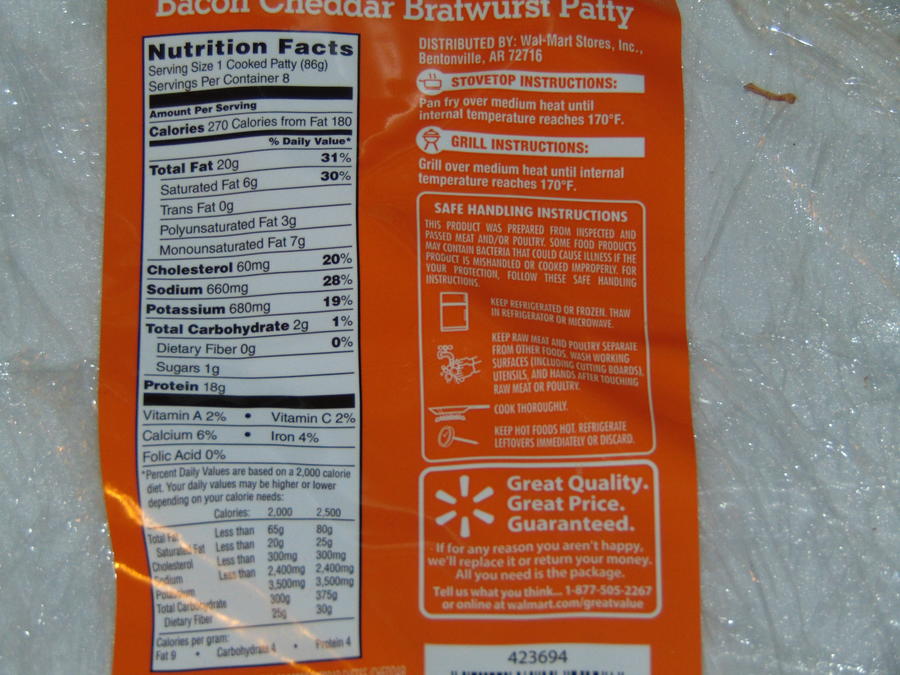 Bacon Cheddar Bratwurst Patty
Nutrition Facts
Serving Size 1 Cooked Patty (86g)
Servings Per Container 8
Amount Per Serving
Calories 270 Calories from Fat 180
% Daily Value*
Total Fat 20g 31%
Saturated Fat 6g 30%
Trans Fat 0g
Polyunsaturated Fat 3g
Monounsaturated Fat 7g
Cholesterol 60mg 20%
Sodium 660mg 28%
Potassium 680mg 19%
Total Carbohydrate 2g 1%
Dietary Fiber 0g 0%
Sugars 1g
Protein 18g
Vitamin A 2% • Vitamin C 2%
Calcium 6% • Iron 4%
Folic Acid 0%
*Percent Daily Values are based on a 2,000 calorie
diet. Your daily values may be higher or lower
depending on your calorie needs:
Calories: 2,000 2,500
Total Fat Less than 65g 80g
Saturated Fat Less than 20g 25g
Cholesterol Less than 300mg 300mg
Sodium Less than 2,400mg 2,400mg
Potassium 3,500mg 3,500mg
Total Carbohydrate 300g 375g
Dietary Fiber 25g 30g
Calories per gram:
Fat 9 • Carbohydrate 4 • Protein 4
DISTRIBUTED BY: Wal-Mart Stores, Inc.,
Bentonville, AR 72716
STOVETOP INSTRUCTIONS:
Pan fry over medium heat until
internal temperature reaches 170°F.
GRILL INSTRUCTIONS:
Grill over medium heat until internal
temperature reaches 170°F.
SAFE HANDLING INSTRUCTIONS
THIS PRODUCT WAS PREPARED FROM INSPECTED AND
PASSED MEAT AND/OR POULTRY. SOME FOOD PRODUCTS
MAY CONTAIN BACTERIA THAT COULD CAUSE ILLNESS IF THE
PRODUCT IS MISHANDLED OR COOKED IMPROPERLY. FOR
YOUR PROTECTION, FOLLOW THESE SAFE HANDLING
INSTRUCTIONS.
KEEP REFRIGERATED OR FROZEN. THAW
IN REFRIGERATOR OR MICROWAVE.
KEEP RAW MEAT AND POULTRY SEPARATE
FROM OTHER FOODS. WASH WORKING
SURFACES (INCLUDING CUTTING BOARDS),
UTENSILS, AND HANDS AFTER TOUCHING
RAW MEAT OR POULTRY.
COOK THOROUGHLY.
KEEP HOT FOODS HOT. REFRIGERATE
LEFTOVERS IMMEDIATELY OR DISCARD.
Great Quality.
Great Price.
Guaranteed.
If for any reason you aren't happy,
we'll replace it or return your money.
All you need is the package.
Tell us what you think... 1-877-505-2267
or online at walmart.com/greatvalue
423694